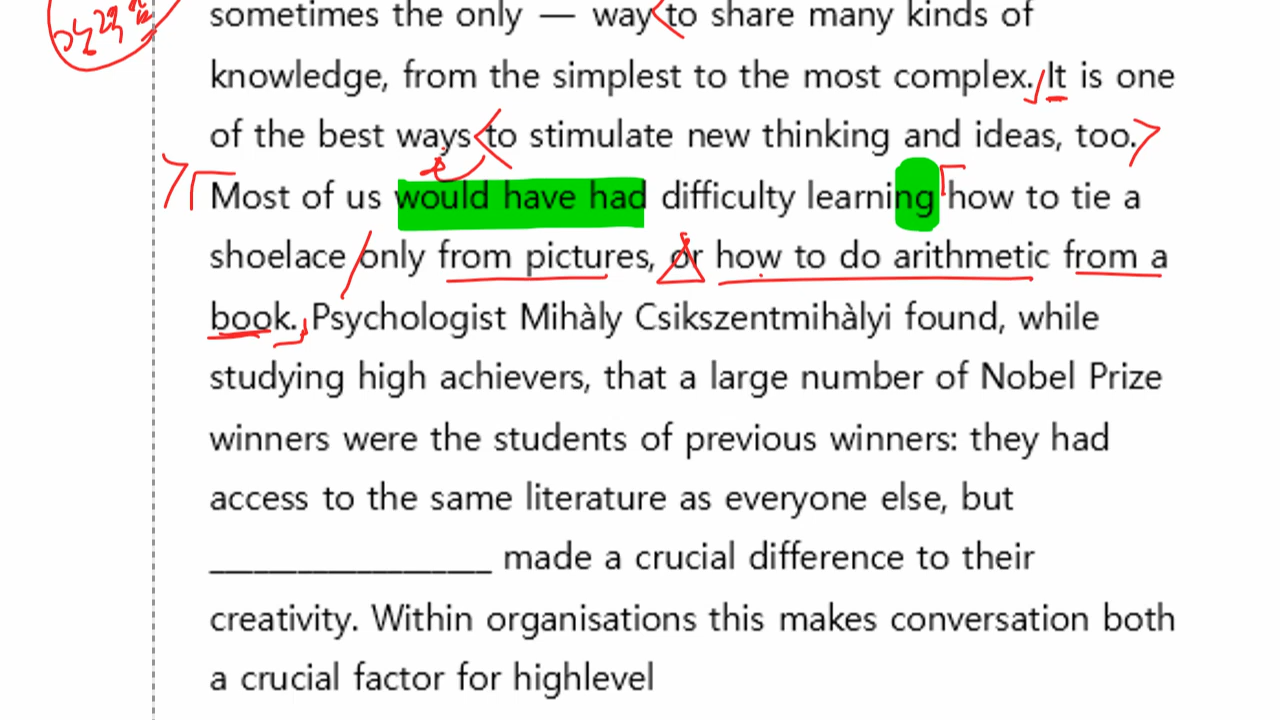 sometimes the only — way to share many kinds of
knowledge, from the simplest to the most complex. It is one
of the best ways to stimulate new thinking and ideas, too.
Most of us would have had difficulty learning how to tie a
shoelace only from pictures, or how to do arithmetic from a
book. Psychologist Mihàly Csikszentmihàlyi found, while
studying high achievers, that a large number of Nobel Prize
winners were the students of previous winners: they had
access to the same literature as everyone else, but
____________________ made a crucial difference to their
creativity. Within organisations this makes conversation both
a crucial factor for highlevel